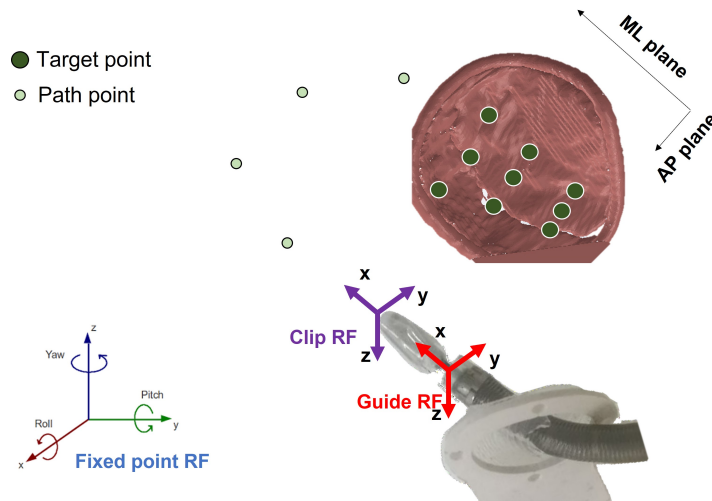 ML plane
Target point
Path point
AP plane
x
y
Clip RF
x
z
y
Guide RF
z
z
Yaw
Pitch
Roll
y
x
Fixed point RF